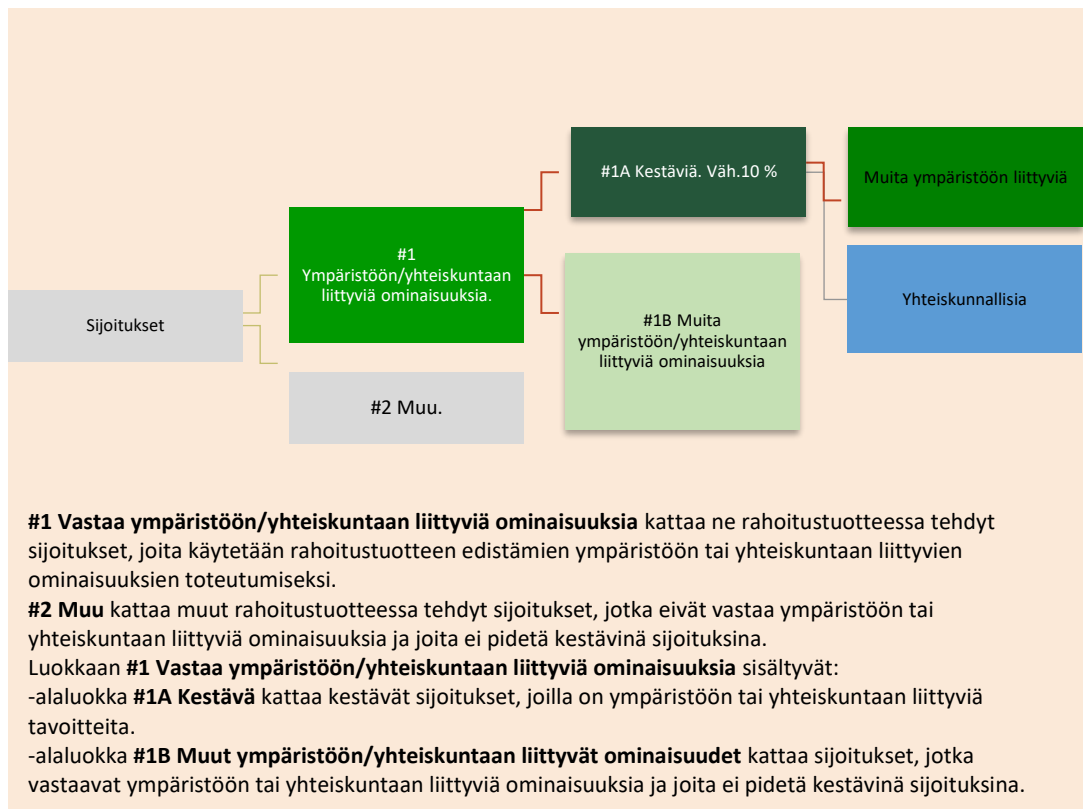 #1A Kestäviä. Väh.10 %
Muita ympäristöön liittyviä
#1
Ympäristöön/yhteiskuntaan
liittyviä ominaisuuksia.
Sijoitukset
Yhteiskunnallisia
#1B Muita
ympäristöön/yhteiskuntaan
liittyviä ominaisuuksia
#2 Muu.
#1 Vastaa ympäristöön/yhteiskuntaan liittyviä ominaisuuksia kattaa ne rahoitustuotteessa tehdyt
sijoitukset, joita käytetään rahoitustuotteen edistämien ympäristöön tai yhteiskuntaan liittyvien
ominaisuuksien toteutumiseksi.
#2 Muu kattaa muut rahoitustuotteessa tehdyt sijoitukset, jotka eivät vastaa ympäristöön tai
yhteiskuntaan liittyviä ominaisuuksia ja joita ei pidetä kestävinä sijoituksina.
Luokkaan #1 Vastaa ympäristöön/yhteiskuntaan liittyviä ominaisuuksia sisältyvät:
-alaluokka #1A Kestävä kattaa kestävät sijoitukset, joilla on ympäristöön tai yhteiskuntaan liittyviä
tavoitteita.
-alaluokka #1B Muut ympäristöön/yhteiskuntaan liittyvät ominaisuudet kattaa sijoitukset, jotka
vastaavat ympäristöön tai yhteiskuntaan liittyviä ominaisuuksia ja joita ei pidetä kestävinä sijoituksina.